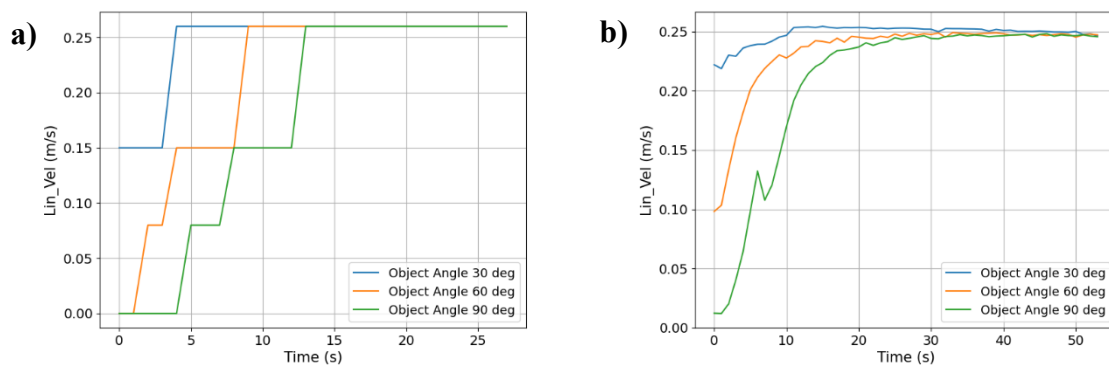 a)
Lin_Vel (m/s)
0.25
0.20
0.15
0.10
0.05
0.00
0
5
10
15
20
25
Time (s)
Object Angle 30 deg
Object Angle 60 deg
Object Angle 90 deg
b)
Lin_Vel (m/s)
0.25
0.20
0.15
0.10
0.05
0.00
0
10
20
30
40
50
Time (s)
Object Angle 30 deg
Object Angle 60 deg
Object Angle 90 deg